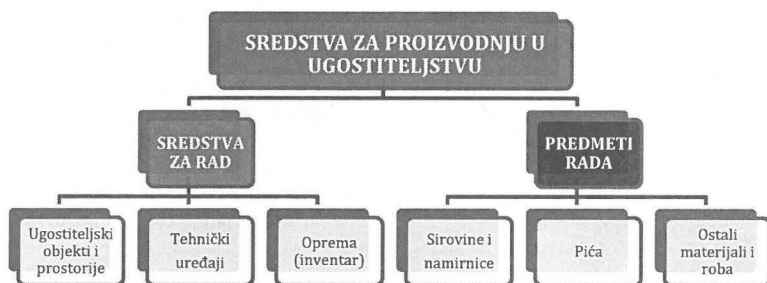 SREDSTVA ZA PROIZVODNJU U
UGOSTITELJSTVU
SREDSTVA
ZA RAD
PREDMETI
RADA
Ugostiteljski
objekti i
prostorije
Tehnički
uređaji
Oprema
(inventar)
Sirovine i
namirnice
Pića
Ostali
materijali i
roba